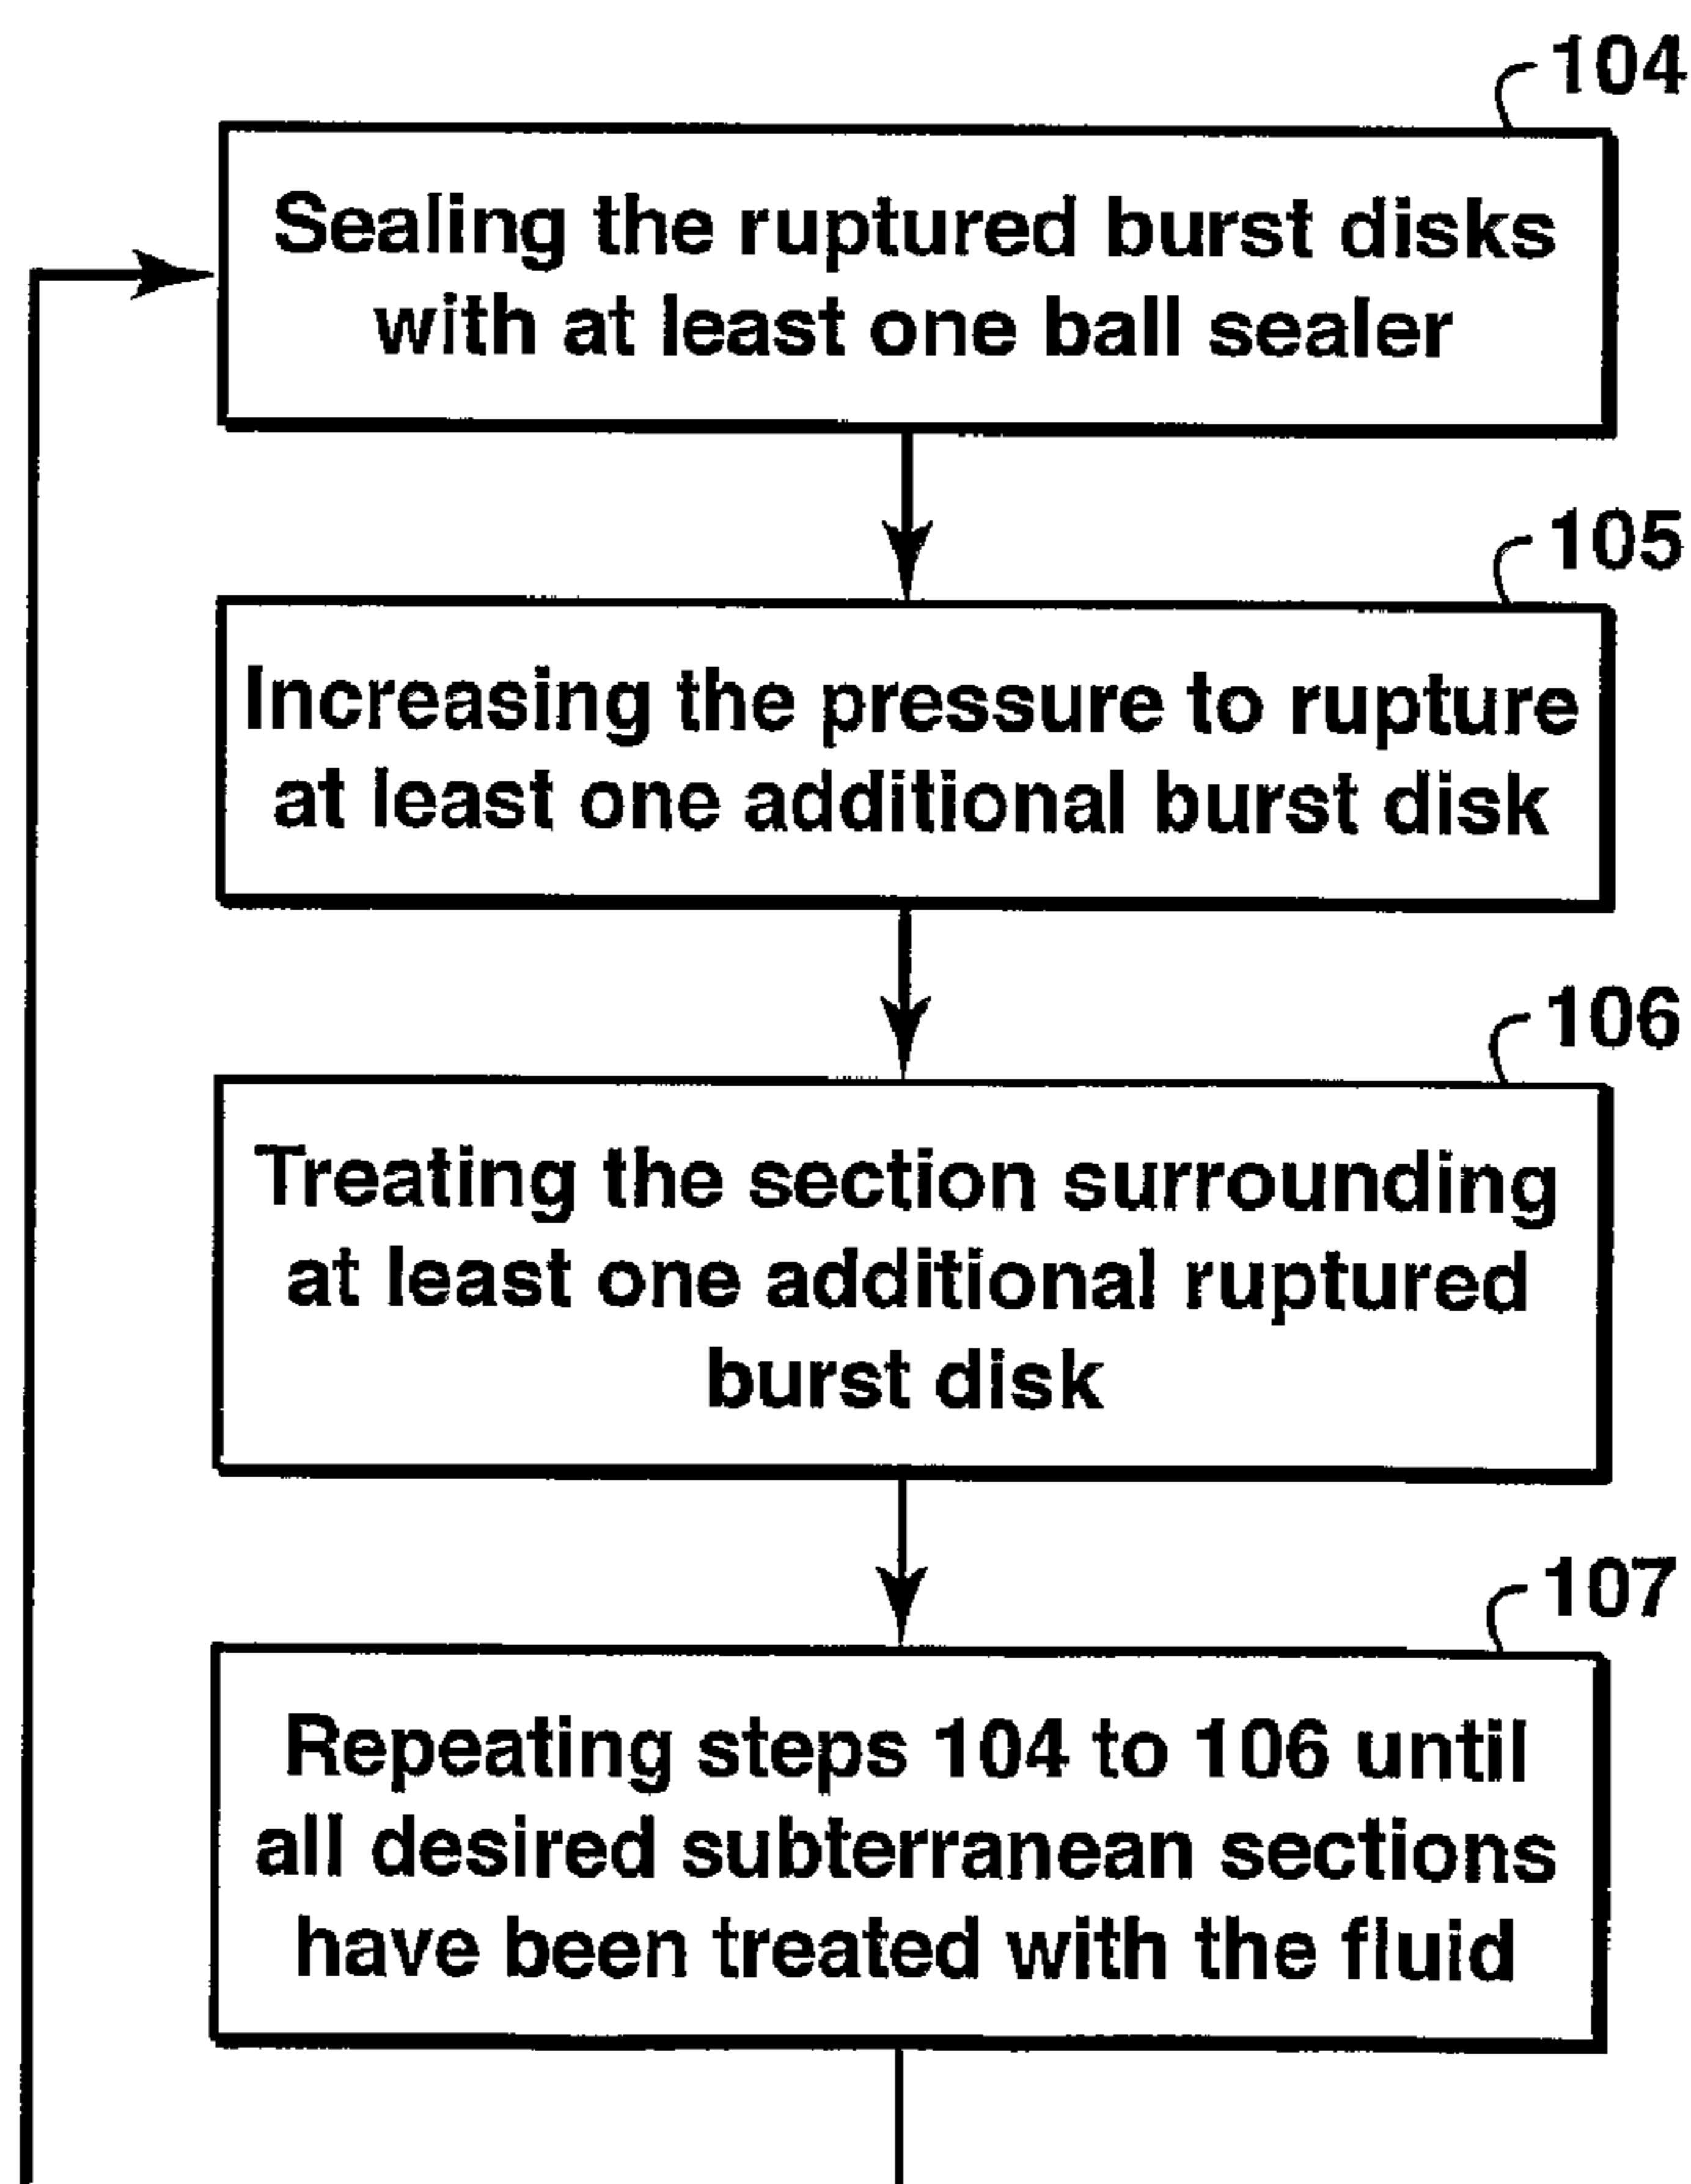 104
Sealing the ruptured burst disks
with at least one ball sealer
105
Increasing the pressure to rupture
at least one additional burst disk
106
Treating the section surrounding
at least one additional ruptured
burst disk
107
Repeating steps 104 to 106 until
all desired subterranean sections
have been treated with the fluid